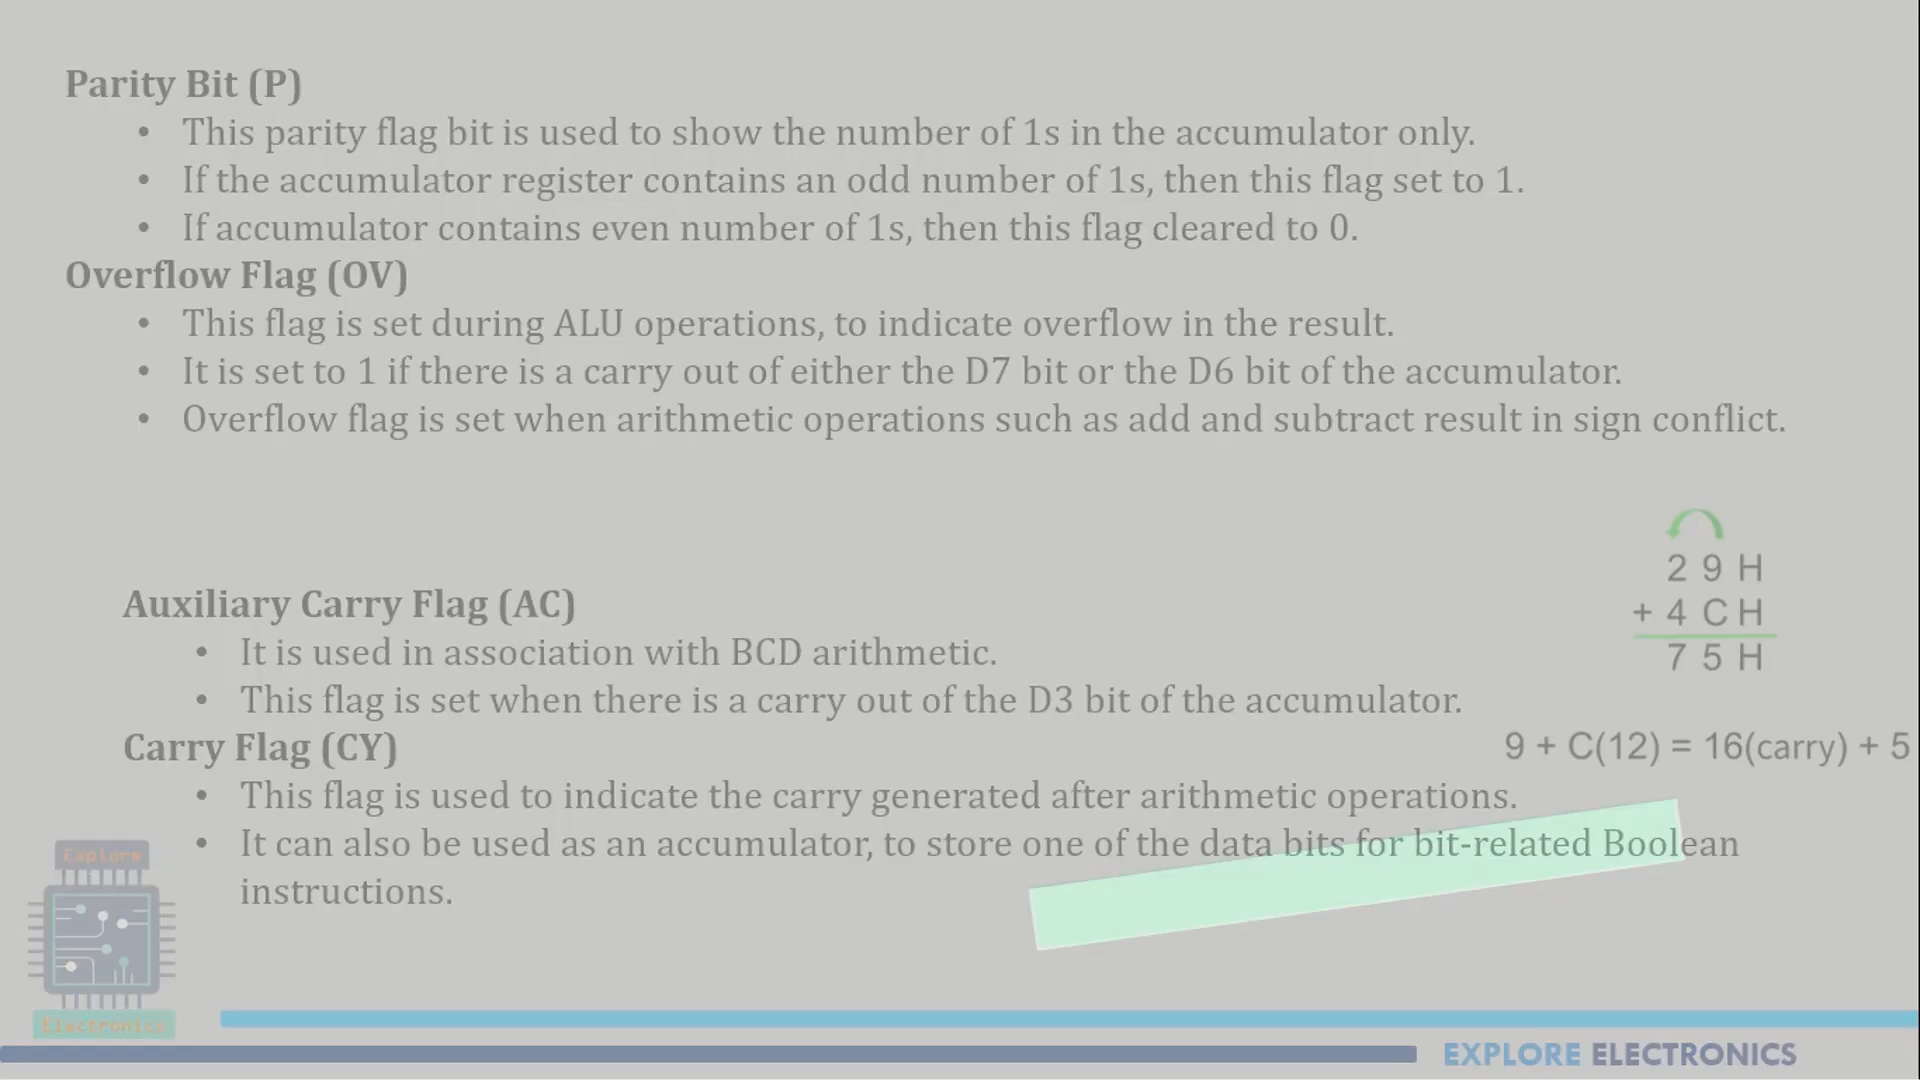 Parity Bit (P)
• This parity flag bit is used to show the number of 1s in the accumulator only.
• If the accumulator register contains an odd number of 1s, then this flag set to 1.
• If accumulator contains even number of 1s, then this flag cleared to 0.
Overflow Flag (OV)
• This flag is set during ALU operations, to indicate overflow in the result.
• It is set to 1 if there is a carry out of either the D7 bit or the D6 bit of the accumulator.
• Overflow flag is set when arithmetic operations such as add and subtract result in sign conflict.
2 9 H
+ 4 C H
7 5 H
Auxiliary Carry Flag (AC)
• It is used in association with BCD arithmetic.
• This flag is set when there is a carry out of the D3 bit of the accumulator.
9 + C(12) = 16(carry) + 5
Carry Flag (CY)
• This flag is used to indicate the carry generated after arithmetic operations.
• It can also be used as an accumulator, to store one of the data bits for bit-related Boolean
instructions.
Explore
Electronics
EXPLORE ELECTRONICS